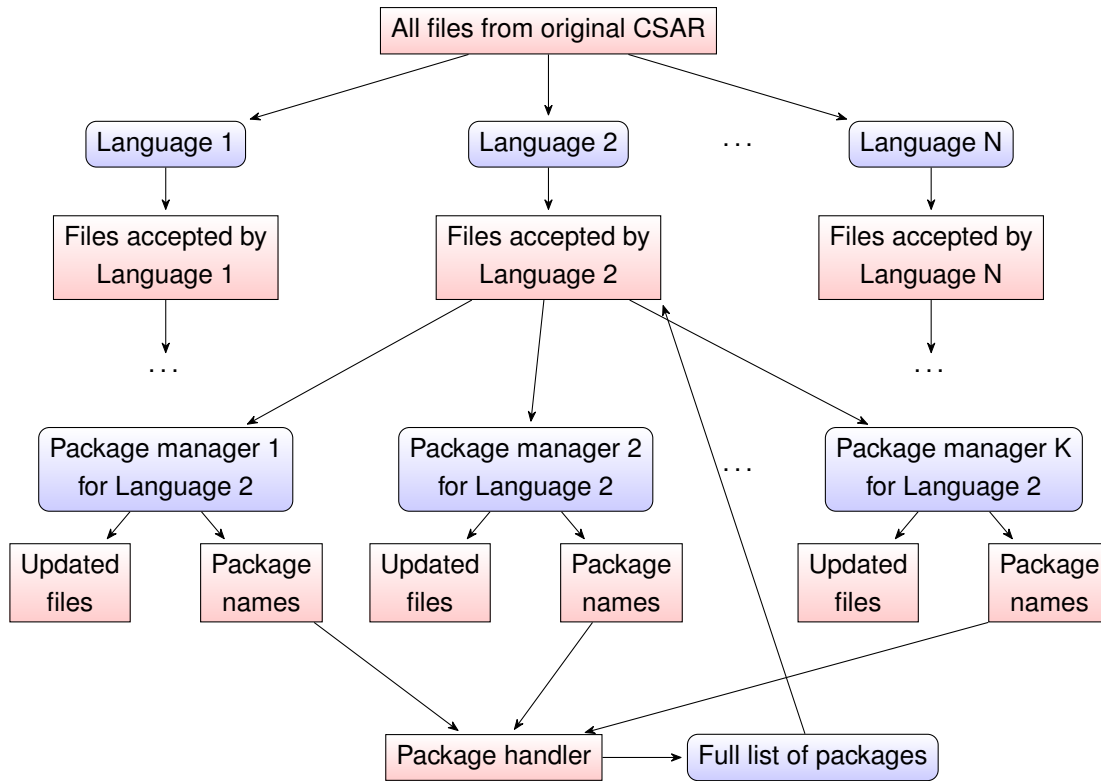 All files from original CSAR
Language 1
Language 2
. . .
Language N
Files accepted by
Language 1
Files accepted by
Language 2
Files accepted by
Language N
. . .
. . .
Package manager 1
for Language 2
Package manager 2
for Language 2
. . .
Package manager K
for Language 2
Updated
files
Package
names
Updated
files
Package
names
Updated
files
Package
names
Package handler
Full list of packages